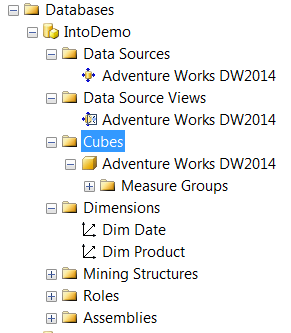 Databases
IntoDemo
Data Sources
Adventure Works DW2014
Data Source Views
Adventure Works DW2014
Cubes
Adventure Works DW2014
Measure Groups
Dimensions
Dim Date
Dim Product
Mining Structures
Roles
Assemblies